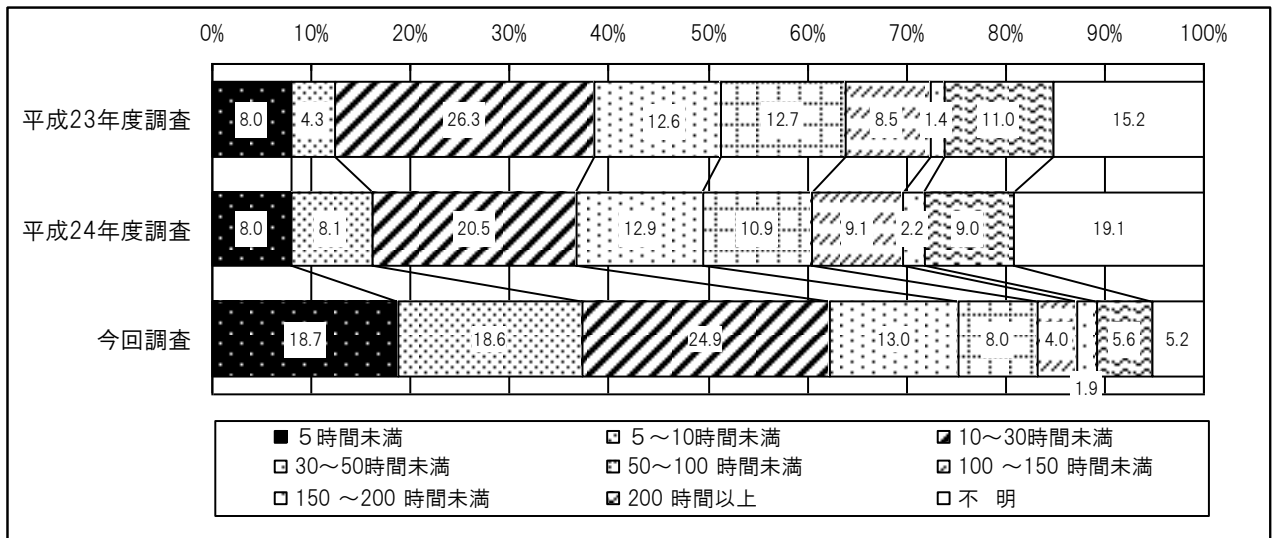 0% 10% 20% 30% 40% 50% 60% 70% 80% 90% 100%
平成23年度調査 8.0 4.3 26.3 12.6 12.7 8.5 1.4 11.0 15.2
平成24年度調査 8.0 8.1 20.5 12.9 10.9 9.1 2.2 9.0 19.1
今回調査 18.7 18.6 24.9 13.0 8.0 4.0 5.6 5.2
1.9
５時間未満 ５～10時間未満 10～30時間未満
30～50時間未満 50～100 時間未満 100 ～150 時間未満
150 ～200 時間未満 200 時間以上 不　明